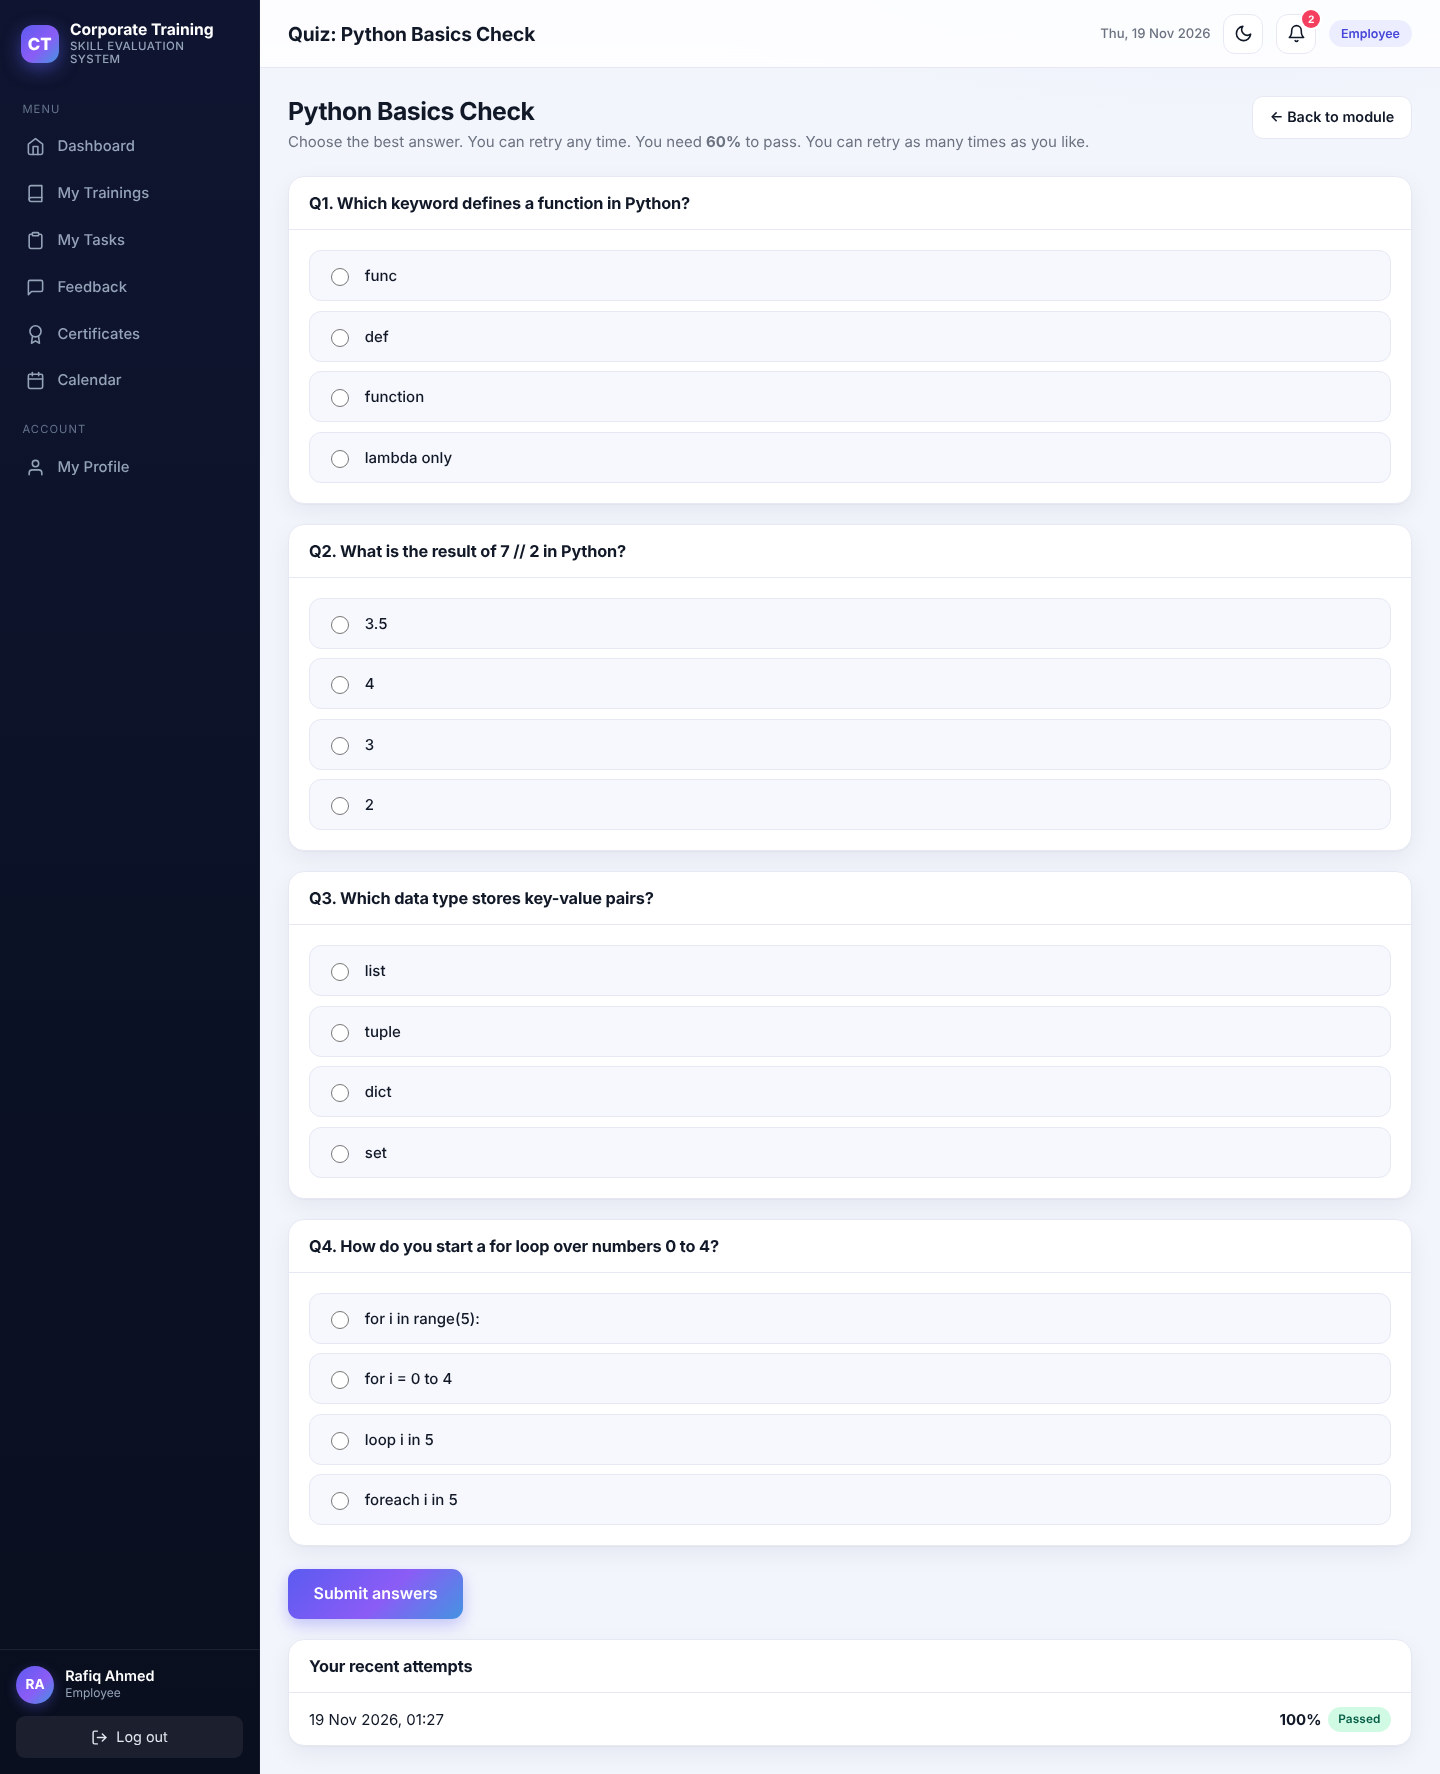 CT
Corporate Training
SKILL EVALUATION
SYSTEM
MENU
Dashboard
My Trainings
My Tasks
Feedback
Certificates
Calendar
ACCOUNT
My Profile
RA
Rafiq Ahmed
Employee
Log out
Quiz: Python Basics Check
Thu, 19 Nov 2026
2
Employee
Python Basics Check
Choose the best answer. You can retry any time. You need 60% to pass. You can retry as many times as you like.
← Back to module
Q1. Which keyword defines a function in Python?
func
def
function
lambda only
Q2. What is the result of 7 // 2 in Python?
3.5
4
3
2
Q3. Which data type stores key-value pairs?
list
tuple
dict
set
Q4. How do you start a for loop over numbers 0 to 4?
for i in range(5):
for i = 0 to 4
loop i in 5
foreach i in 5
Submit answers
Your recent attempts
19 Nov 2026, 01:27
100% Passed